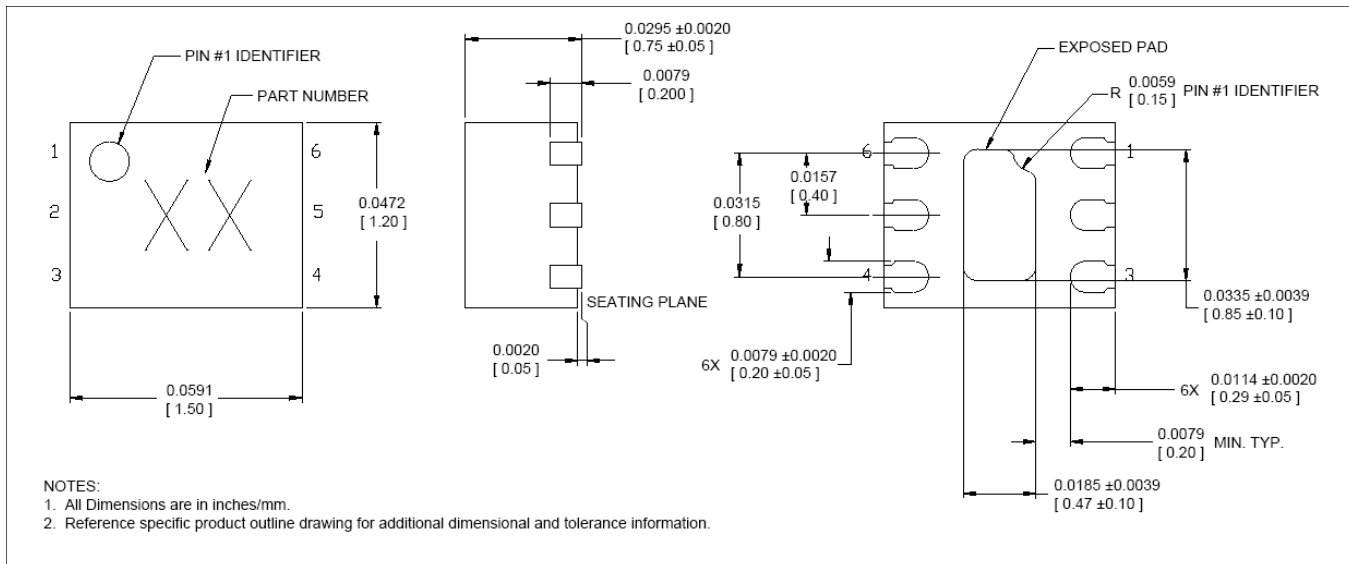 PIN #1 IDENTIFIER
PART NUMBER
1
2
3
6
5
4
XX
0.0472
[ 1.20 ]
0.0591
[ 1.50 ]
0.0295 ±0.0020
[ 0.75 ±0.05 ]
0.0079
[ 0.200 ]
SEATING PLANE
0.0020
[ 0.05 ]
EXPOSED PAD
R 0.0059
[ 0.15 ]
PIN #1 IDENTIFIER
6
4
1
3
0.0315
[ 0.80 ]
0.0157
[ 0.40 ]
6X 0.0079 ±0.0020
[ 0.20 ±0.05 ]
0.0335 ±0.0039
[ 0.85 ±0.10 ]
6X 0.0114 ±0.0020
[ 0.29 ±0.05 ]
0.0079
[ 0.20 ]
MIN. TYP.
0.0185 ±0.0039
[ 0.47 ±0.10 ]
NOTES:
1. All Dimensions are in inches/mm.
2. Reference specific product outline drawing for additional dimensional and tolerance information.